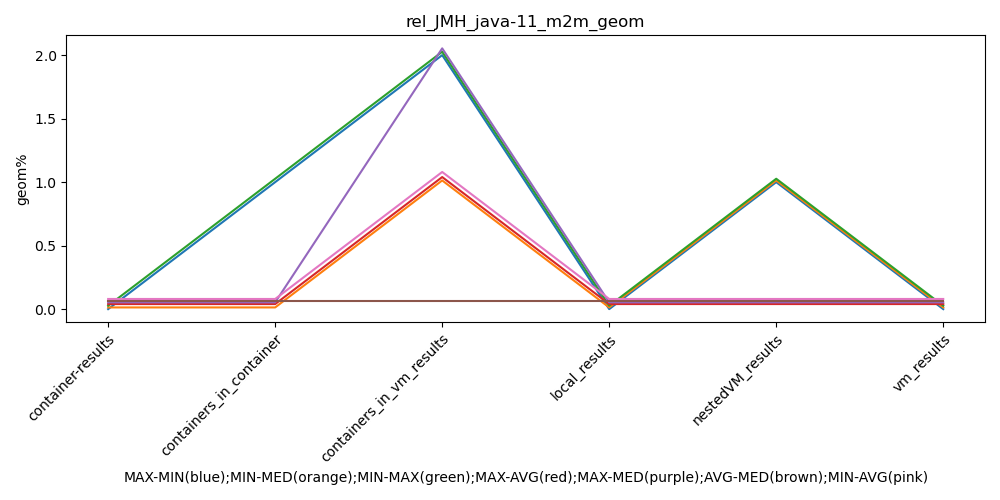 rel_JMH_java-11_m2m_geom
geom%
2.0
1.5
1.0
0.5
0.0
container-results
containers_in_container
containers_in_vm_results
local_results
nestedVM_results
vm_results
MAX-MIN(blue);MIN-MED(orange);MIN-MAX(green);MAX-AVG(red);MAX-MED(purple);AVG-MED(brown);MIN-AVG(pink)